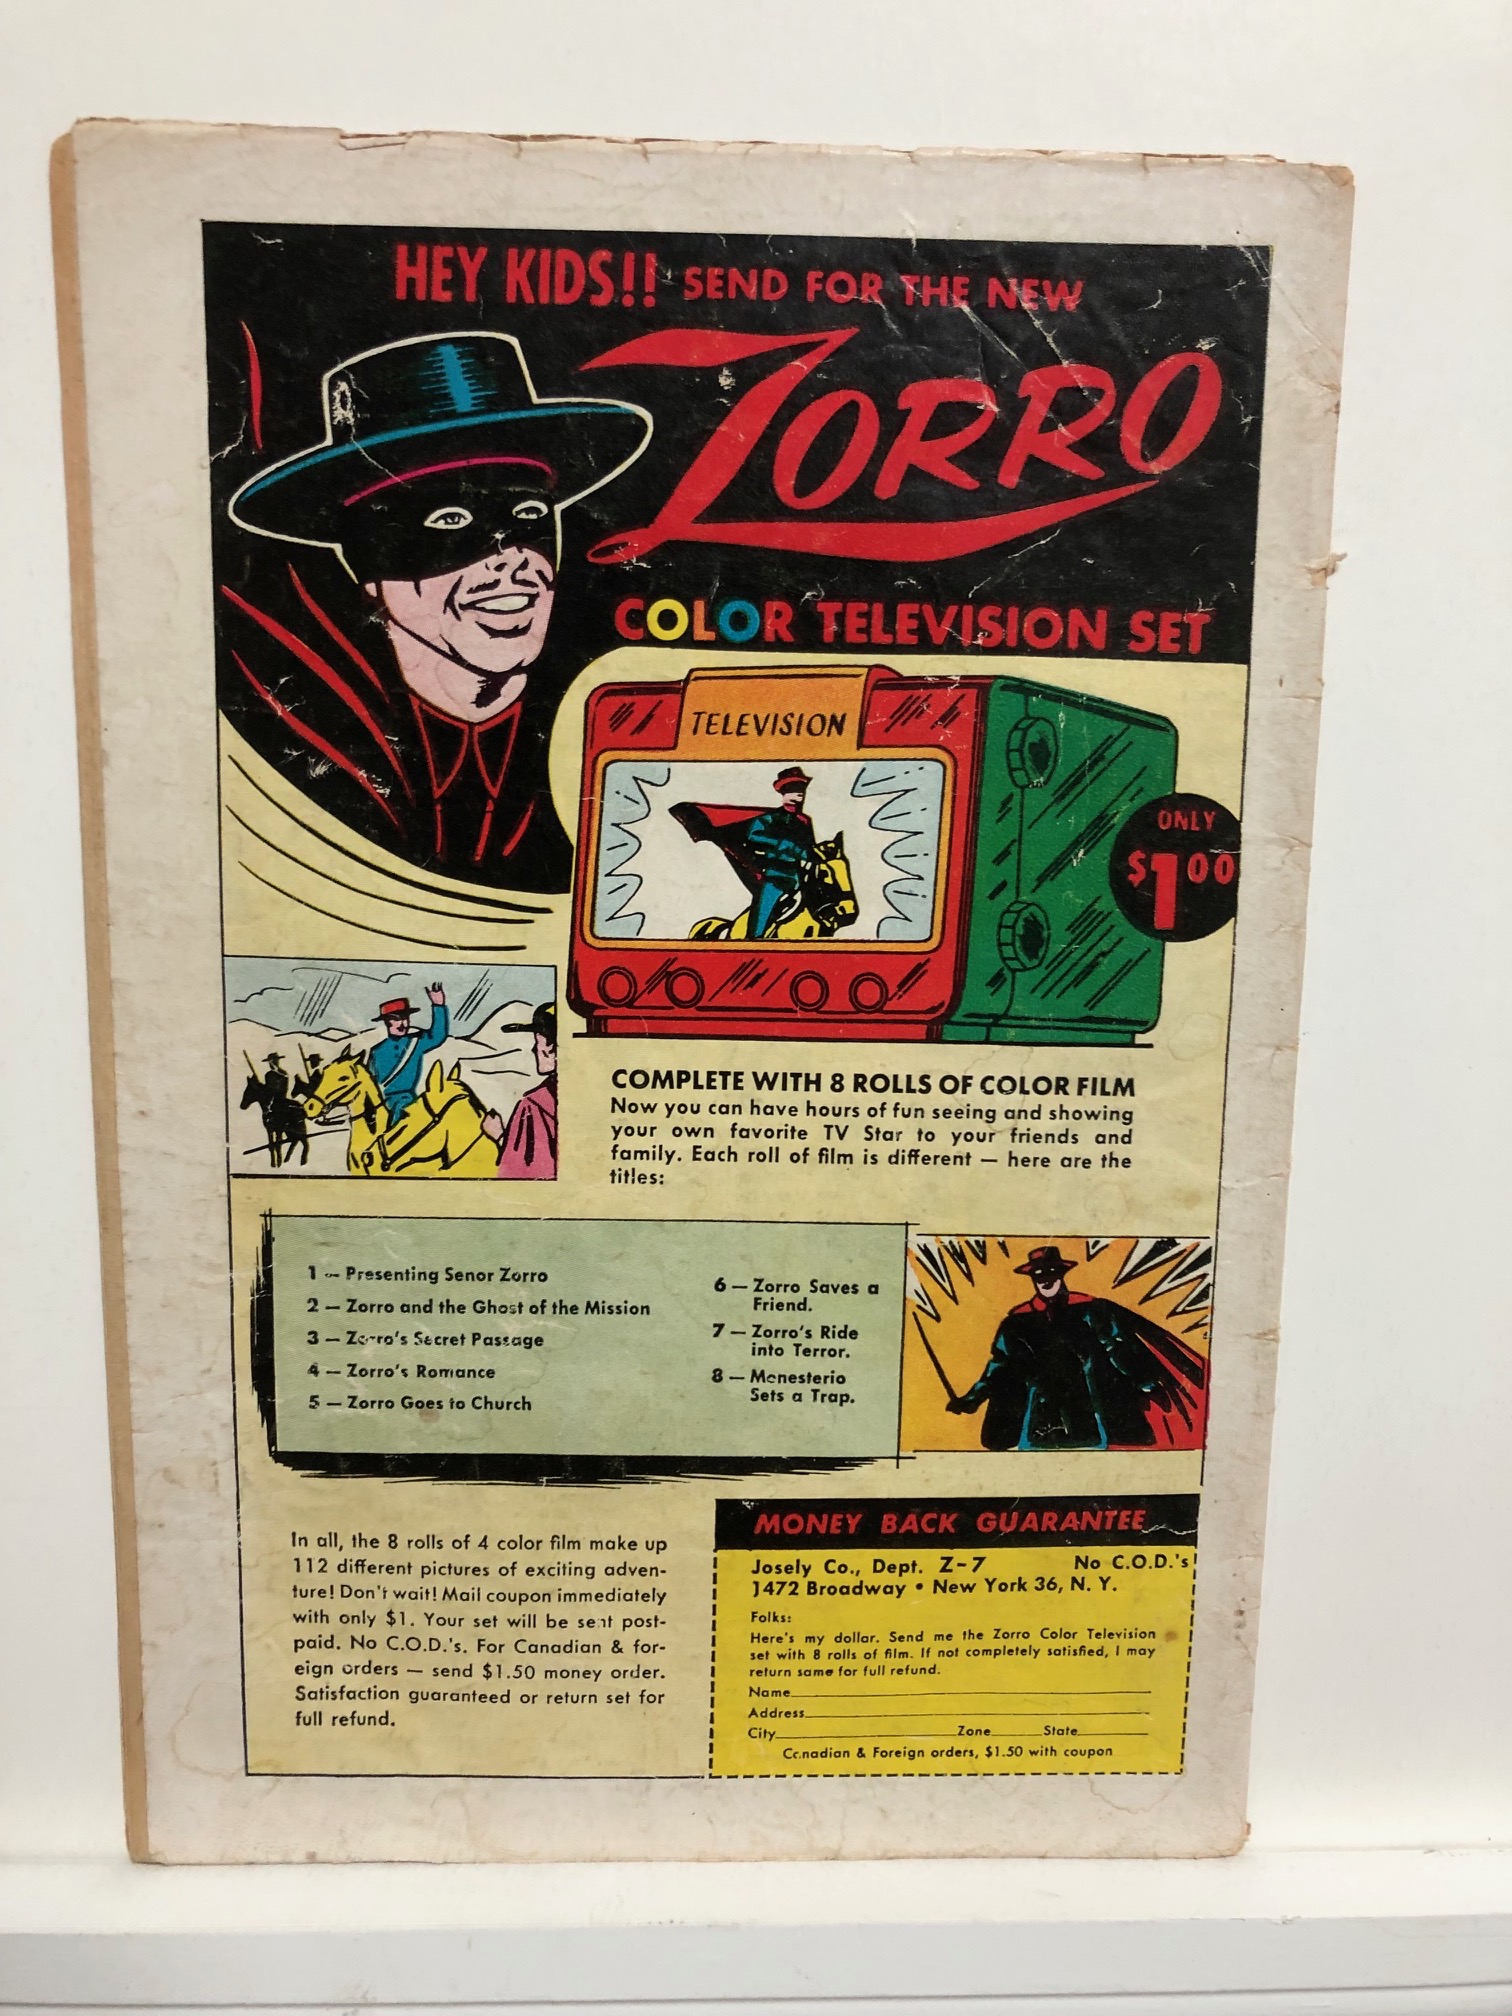 HEY KIDS!! SEND FOR THE NEW
ZORRO
COLOR TELEVISION SET
TELEVISION
ONLY
$1.00
COMPLETE WITH 8 ROLLS OF COLOR FILM
Now you can have hours of fun seeing and showing
your own favorite TV Star to your friends and
family. Each roll of film is different — here are the
titles:
1 — Presenting Senor Zorro
2 — Zorro and the Ghost of the Mission
3 — Zorro's Secret Passage
4 — Zorro's Romance
5 — Zorro Goes to Church
6 — Zorro Saves a
Friend.
7 — Zorro's Ride
into Terror.
8 — Monesterio
Sets a Trap.
In all, the 8 rolls of 4 color film make up
112 different pictures of exciting adven-
ture! Don't wait! Mail coupon immediately
with only $1. Your set will be sent post-
paid. No C.O.D.'s. For Canadian & for-
eign orders — send $1.50 money order.
Satisfaction guaranteed or return set for
full refund.
MONEY BACK GUARANTEE
Josely Co., Dept. Z-7 No C.O.D.'s
1472 Broadway • New York 36, N. Y.
Folks:
Here's my dollar. Send me the Zorro Color Television
set with 8 rolls of film. If not completely satisfied, I may
return same for full refund.
Name
Address
City Zone State
Canadian & Foreign orders, $1.50 with coupon